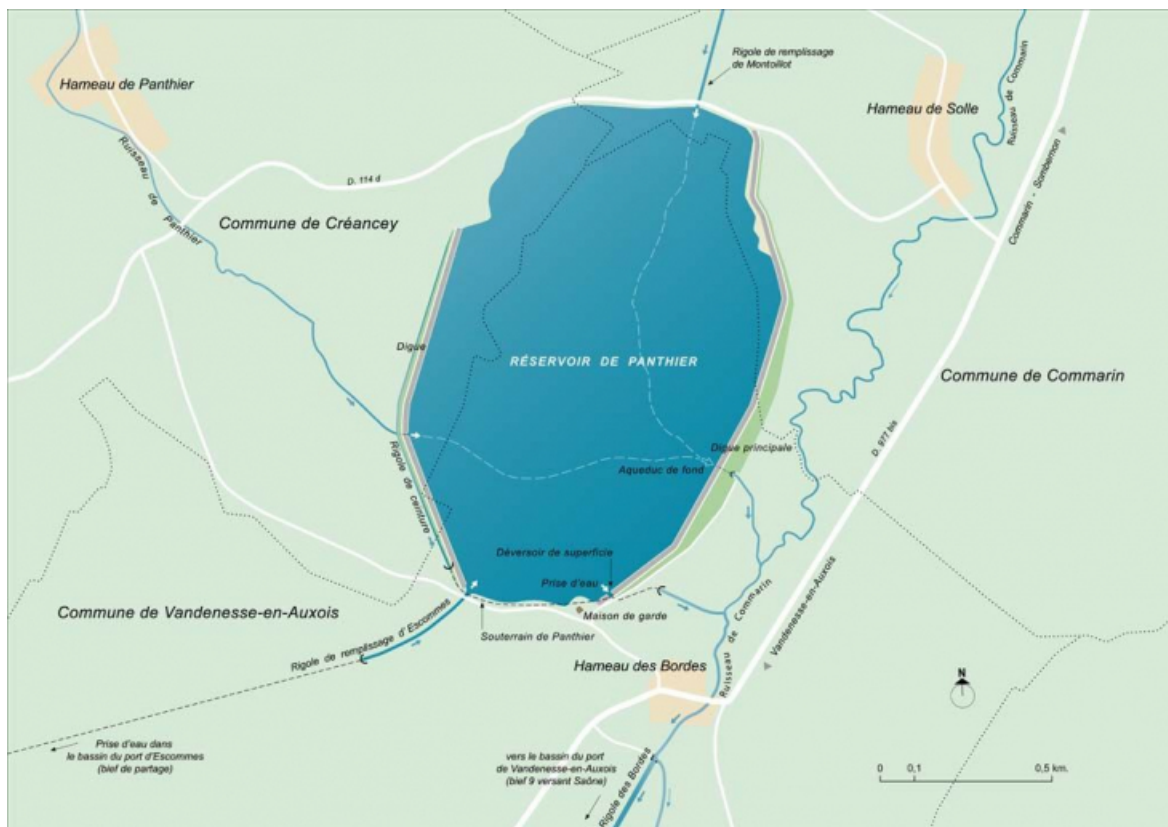 Hameau de Panthier
Rigole de remplissage
de Montoillot
Hameau de Solle
Ruisseau de Commarin
Commarin - Sombernon
Ruisseau de Panthier
D. 114 d
Commune de Créancey
Digue
RÉSERVOIR DE PANTHIER
Commune de Commarin
D. 977 bis
Digue principale
Aqueduc de fond
Rigole de ceinture
Déversoir de superficie
Prise d'eau
Commune de Vandenesse-en-Auxois
Maison de garde
Souterrain de Panthier
Rigole de remplissage d'Escommes
Ruisseau de Commarin
Vandenesse-en-Auxois
Hameau des Bordes
N
Prise d'eau dans
le bassin du port d'Escommes
(bief de partage)
vers le bassin du port
de Vandenesse-en-Auxois
(bief 9 versant Saône)
Rigole des Bordes
0 0,1 0,5 km.